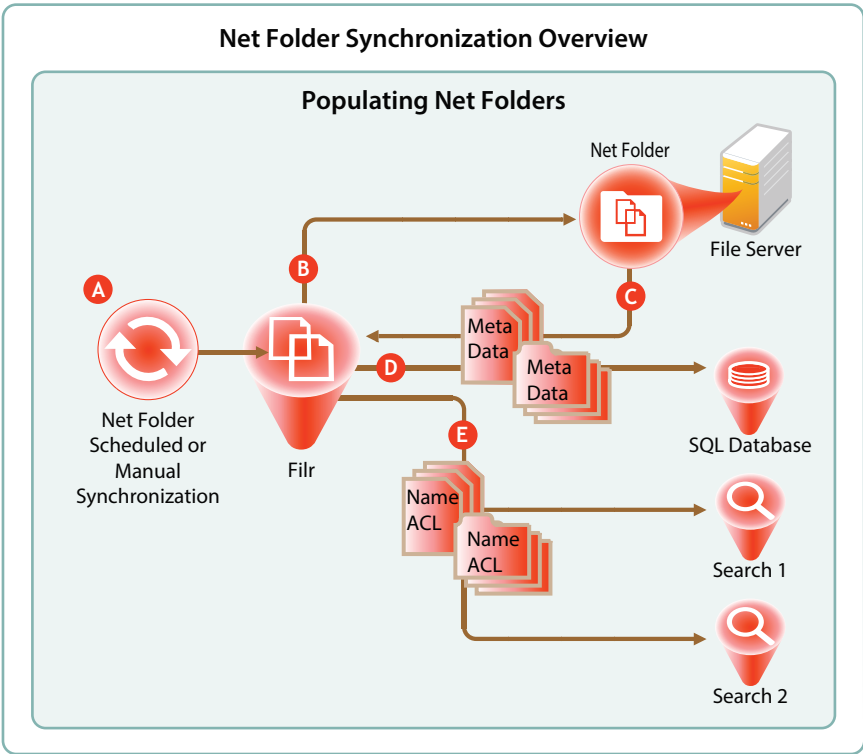 Net Folder Synchronization Overview
Populating Net Folders
Net Folder
File Server
A
B
C
Meta
Data
D
Meta
Data
Net Folder
Scheduled or
Manual
Synchronization
Filr
E
SQL Database
Name
ACL
Name
ACL
Search 1
Search 2